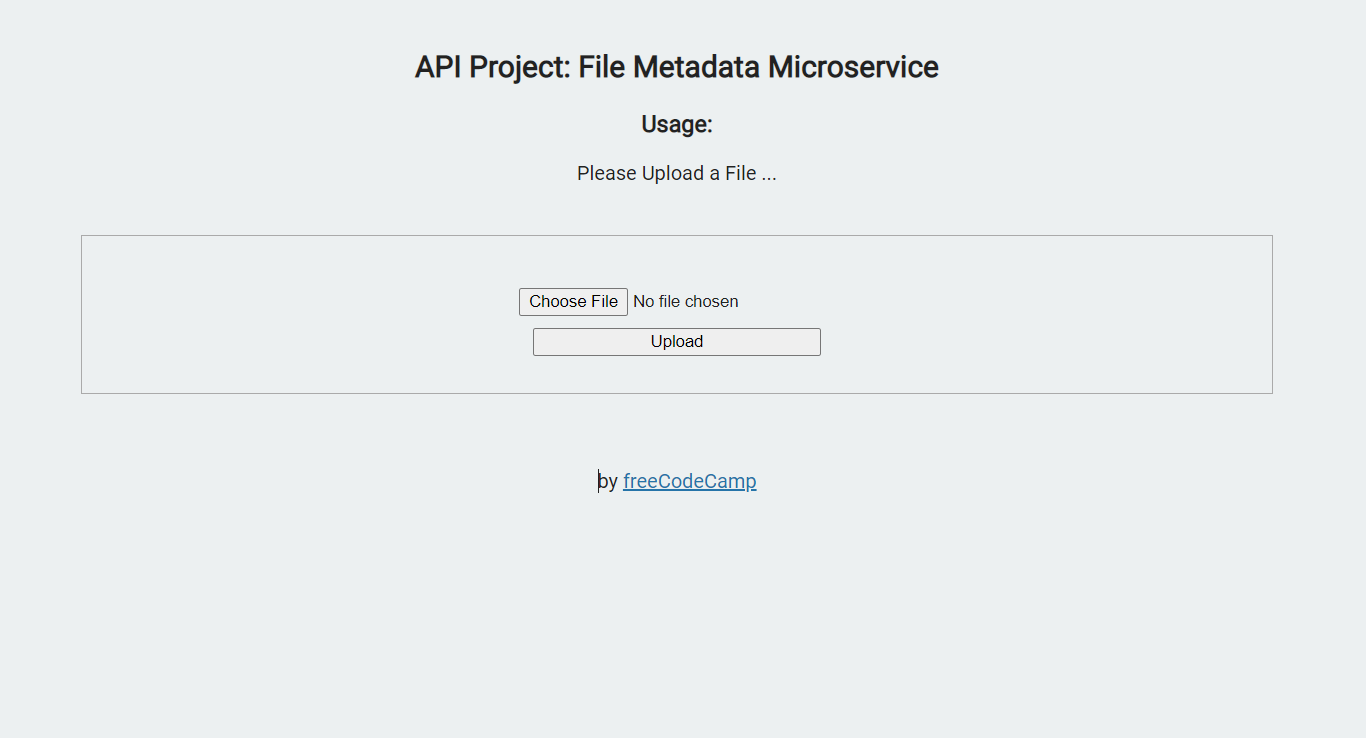 API Project: File Metadata Microservice
Usage:
Please Upload a File ...
Choose File No file chosen
Upload
by freeCodeCamp